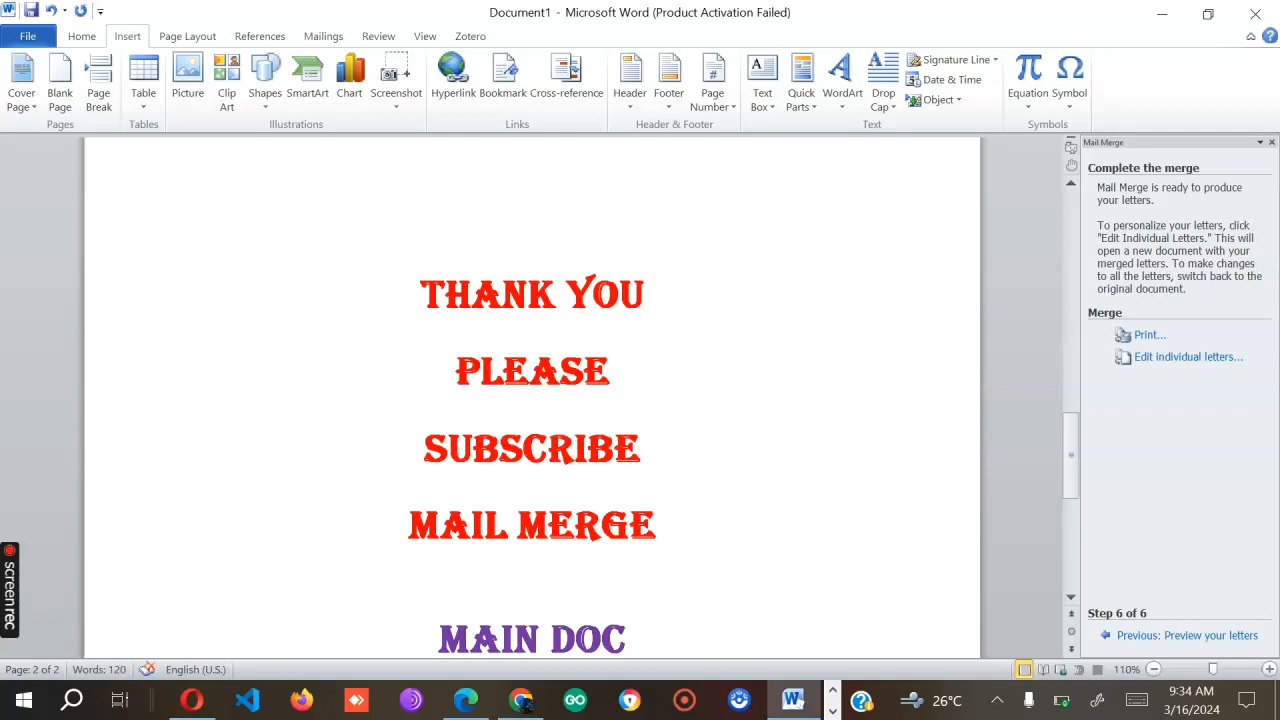 Document1 - Microsoft Word (Product Activation Failed)
File Home Insert Page Layout References Mailings Review View Zotero
Cover Page Blank Page Page Break Table Picture Clip Art Shapes SmartArt Chart Screenshot Hyperlink Bookmark Cross-reference Header Footer Page Number Text Box Quick Parts WordArt Drop Cap Signature Line Date & Time Object Equation Symbol
Pages Tables Illustrations Links Header & Footer Text Symbols
Mail Merge
Complete the merge
Mail Merge is ready to produce
your letters.
To personalize your letters, click
"Edit Individual Letters." This will
open a new document with your
merged letters. To make changes
to all the letters, switch back to the
original document.
Merge
Print...
Edit individual letters...
THANK YOU
PLEASE
SUBSCRIBE
MAIL MERGE
MAIN DOC
screen rec
Step 6 of 6
Previous: Preview your letters
Page: 2 of 2 Words: 120 English (U.S.) 110%
GO 26°C 9:34 AM
3/16/2024